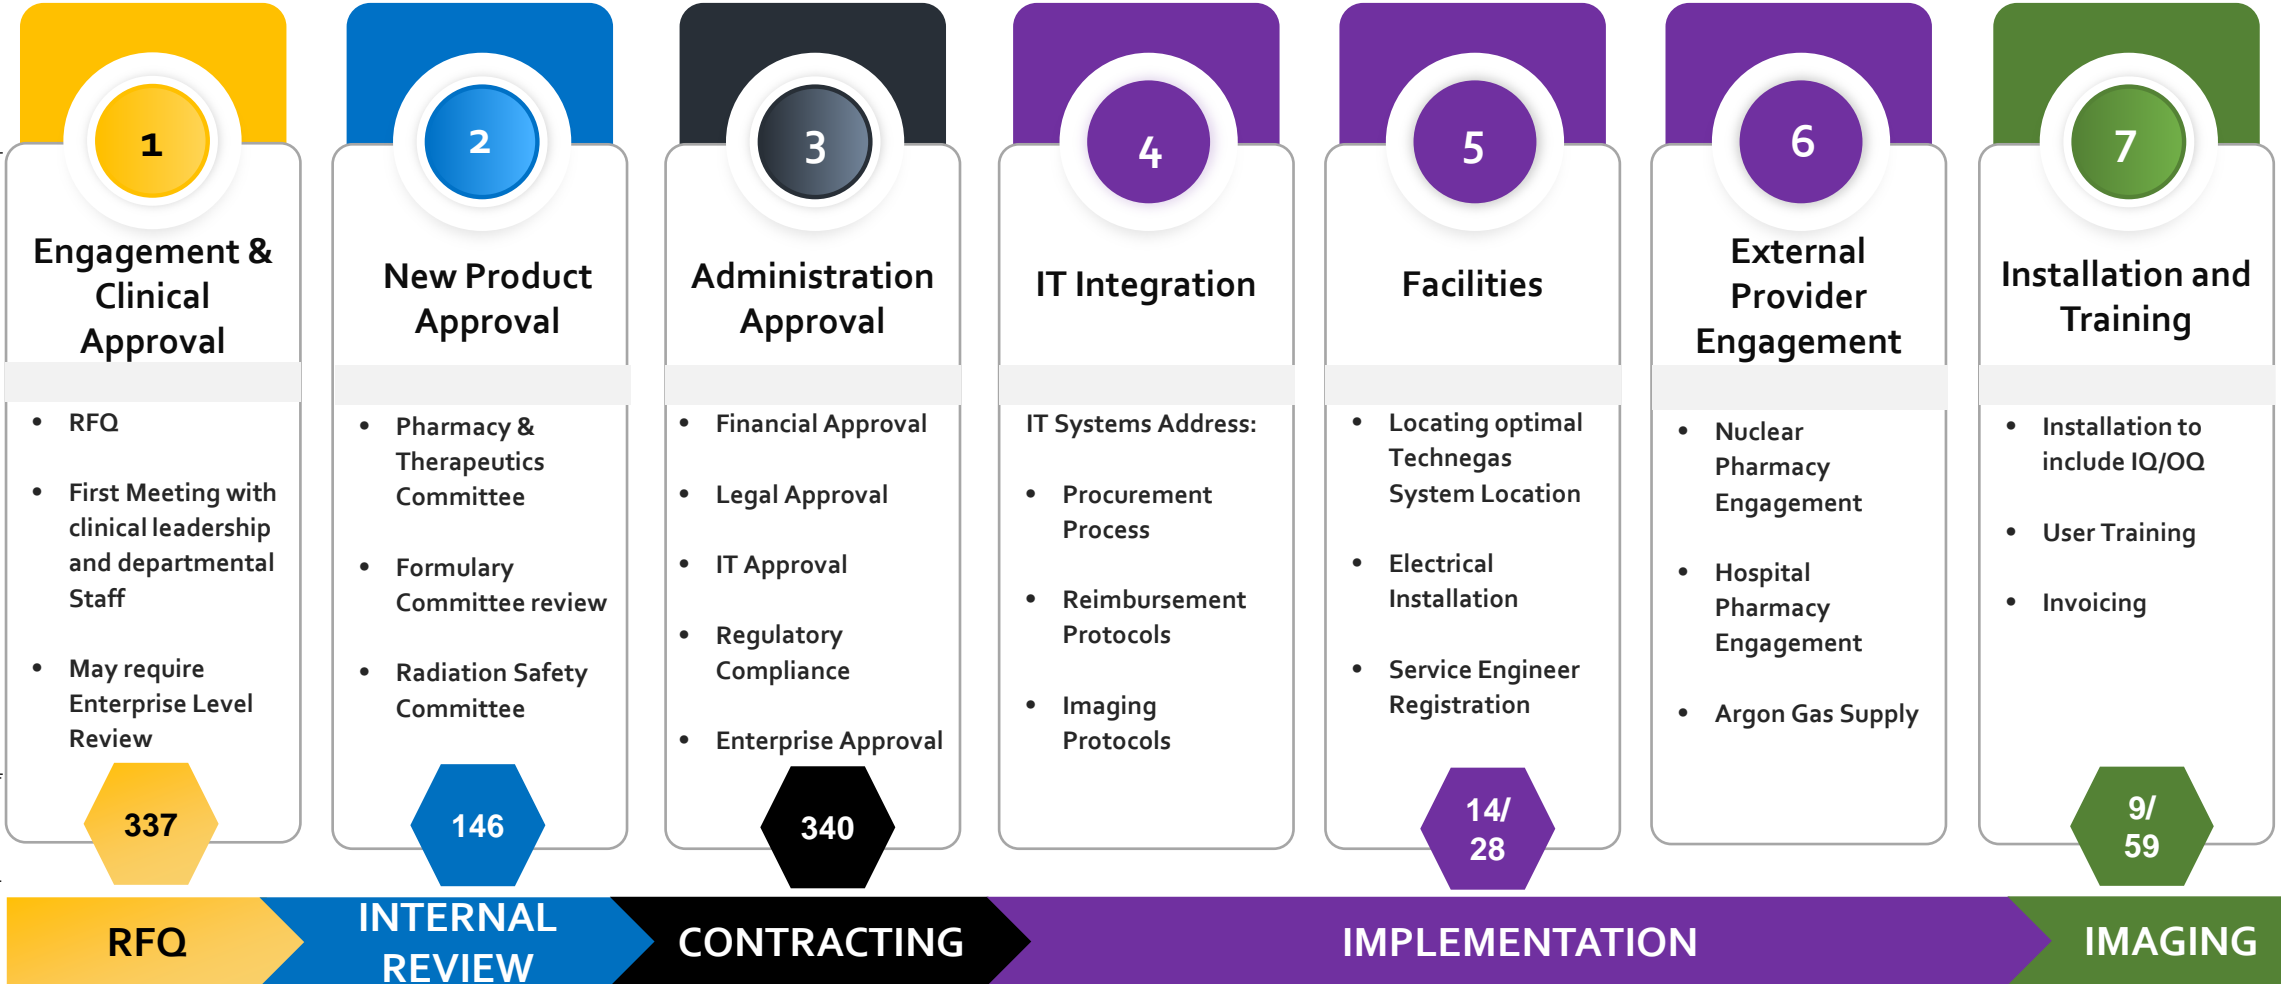 1
Engagement &
Clinical
Approval
• RFQ
• First Meeting with
clinical leadership
and departmental
Staff
• May require
Enterprise Level
Review
337
2
New Product
Approval
• Pharmacy &
Therapeutics
Committee
• Formulary
Committee review
• Radiation Safety
Committee
146
3
Administration
Approval
• Financial Approval
• Legal Approval
• IT Approval
• Regulatory
Compliance
• Enterprise Approval
340
4
IT Integration
IT Systems Address:
• Procurement
Process
• Reimbursement
Protocols
• Imaging
Protocols
5
Facilities
• Locating optimal
Technegas
System Location
• Electrical
Installation
• Service Engineer
Registration
14/
28
6
External
Provider
Engagement
• Nuclear
Pharmacy
Engagement
• Hospital
Pharmacy
Engagement
• Argon Gas Supply
7
Installation and
Training
• Installation to
include IQ/OQ
• User Training
• Invoicing
9/
59
RFQ
INTERNAL
REVIEW
CONTRACTING
IMPLEMENTATION
IMAGING